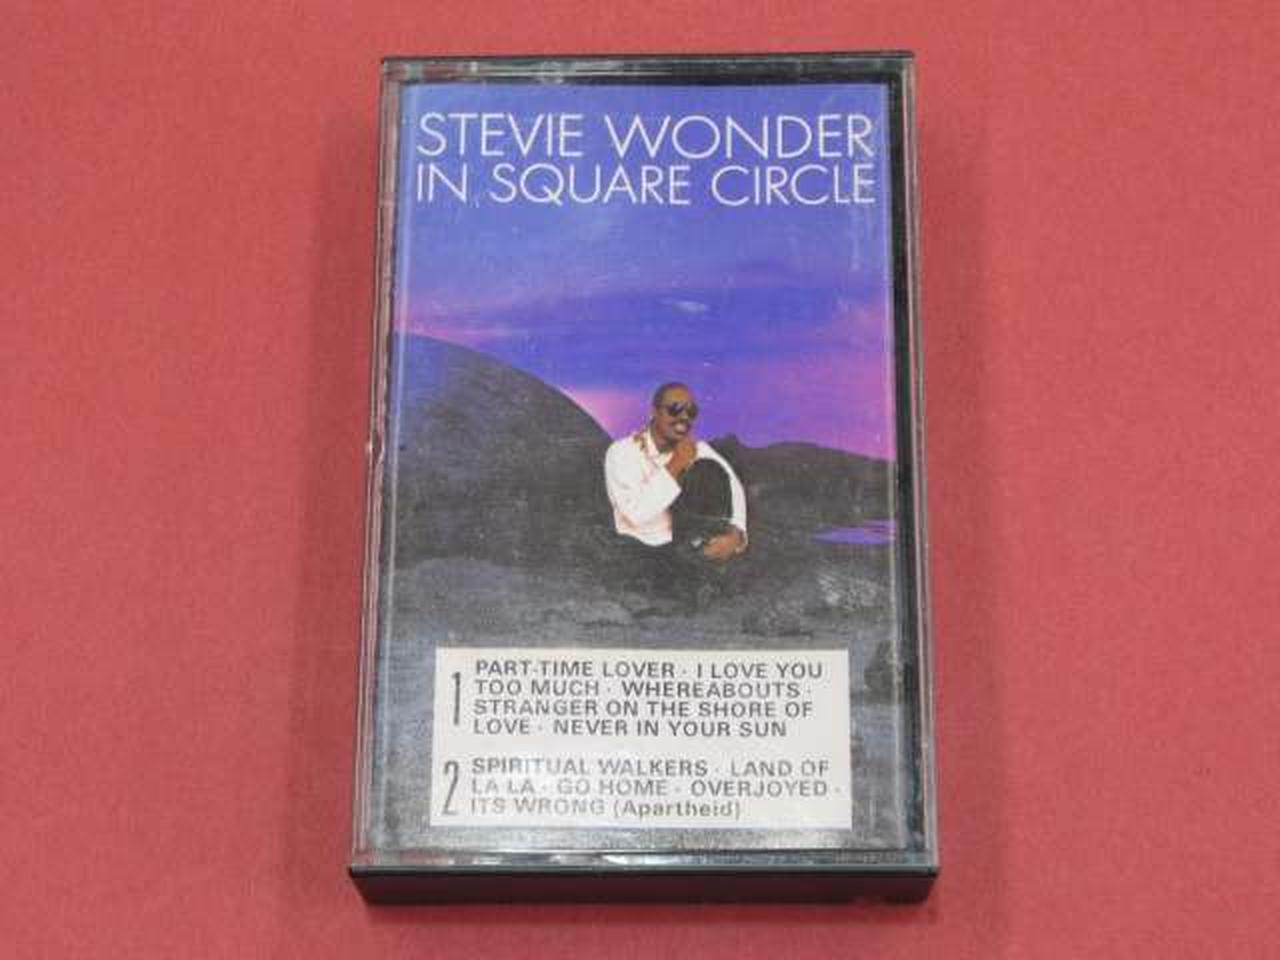 STEVIE WONDER
IN SQUARE CIRCLE
1 PART-TIME LOVER · I LOVE YOU
TOO MUCH · WHEREABOUTS ·
STRANGER ON THE SHORE OF
LOVE · NEVER IN YOUR SUN
2 SPIRITUAL WALKERS · LAND OF
LA LA · GO HOME · OVERJOYED ·
ITS WRONG (Apartheid)